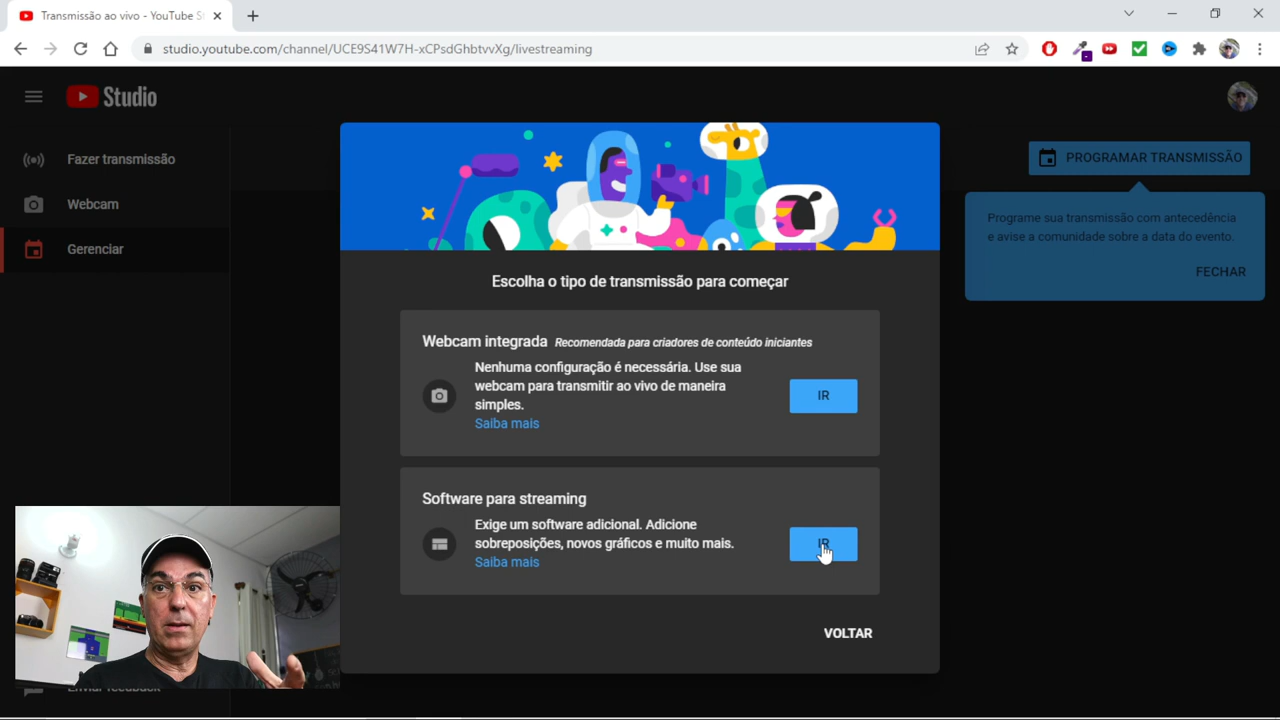 Transmissão ao vivo - YouTube S
studio.youtube.com/channel/UCE9S41W7H-xCPsdGhbtvvXg/livestreaming
Studio
Fazer transmissão
Webcam
Gerenciar
PROGRAMAR TRANSMISSÃO
Programe sua transmissão com antecedência
e avise a comunidade sobre a data do evento.
FECHAR
Escolha o tipo de transmissão para começar
Webcam integrada Recomendada para criadores de conteúdo iniciantes
Nenhuma configuração é necessária. Use sua
webcam para transmitir ao vivo de maneira
simples.
Saiba mais
IR
Software para streaming
Exige um software adicional. Adicione
sobreposições, novos gráficos e muito mais.
Saiba mais
IR
VOLTAR
Enviar feedback